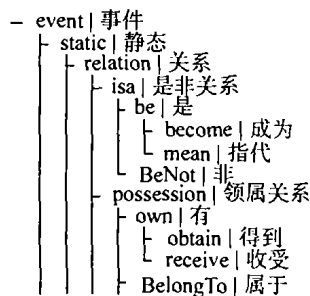 event | 事件
static | 静态
relation | 关系
isa | 是非关系
be | 是
become | 成为
mean | 指代
BeNot | 非
possession | 领属关系
own | 有
obtain | 得到
receive | 收受
BelongTo | 属于